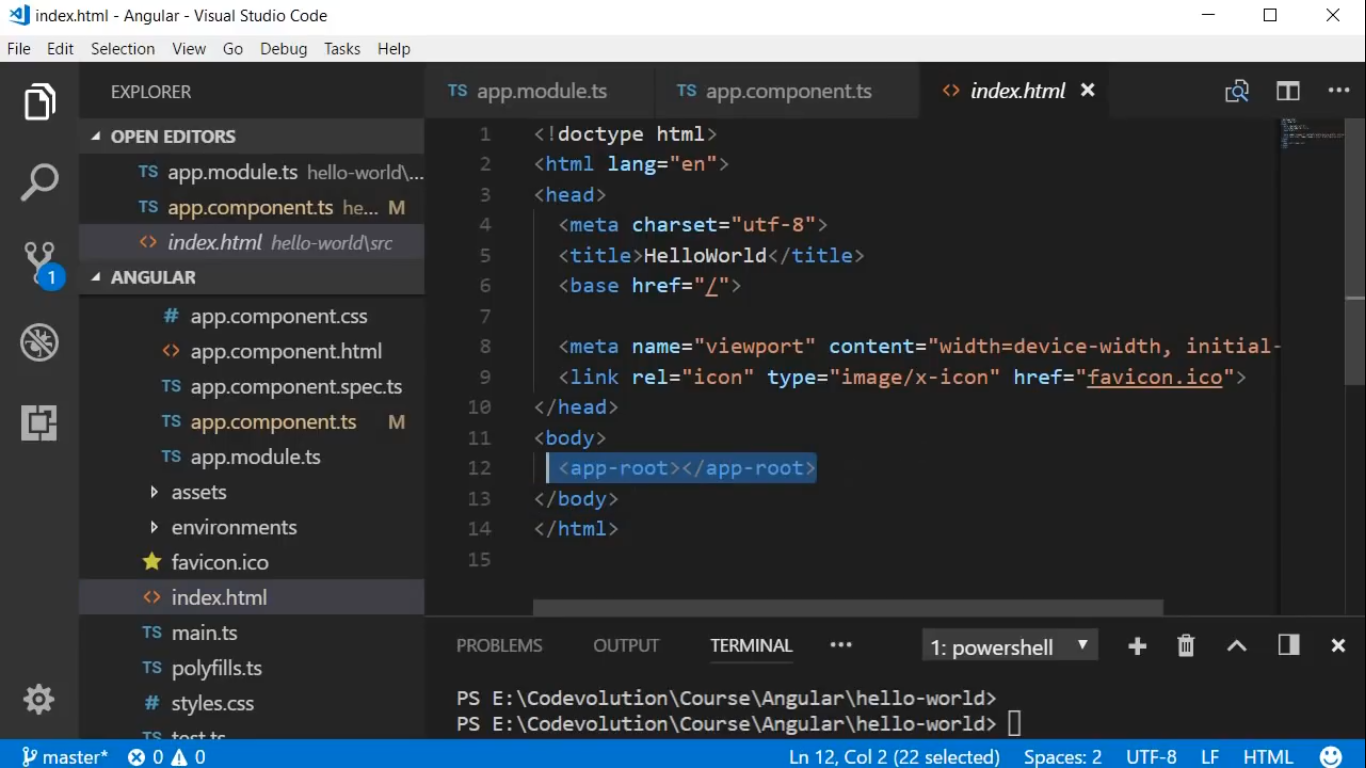 index.html - Angular - Visual Studio Code
File Edit Selection View Go Debug Tasks Help
EXPLORER
OPEN EDITORS
TS app.module.ts hello-world\...
TS app.component.ts he... M
<> index.html hello-world\src
ANGULAR
# app.component.css
<> app.component.html
TS app.component.spec.ts
TS app.component.ts M
TS app.module.ts
assets
environments
favicon.ico
<> index.html
TS main.ts
TS polyfills.ts
# styles.css
TS test.ts
1
TS app.module.ts TS app.component.ts <> index.html
1 <!doctype html>
2 <html lang="en">
3 <head>
4 <meta charset="utf-8">
5 <title>HelloWorld</title>
6 <base href="/">
7
8 <meta name="viewport" content="width=device-width, initial-
9 <link rel="icon" type="image/x-icon" href="favicon.ico">
10 </head>
11 <body>
12 <app-root></app-root>
13 </body>
14 </html>
15
PROBLEMS OUTPUT TERMINAL ... 1: powershell
PS E:\Codevolution\Course\Angular\hello-world>
PS E:\Codevolution\Course\Angular\hello-world>
master* 0 0 Ln 12, Col 2 (22 selected) Spaces: 2 UTF-8 LF HTML